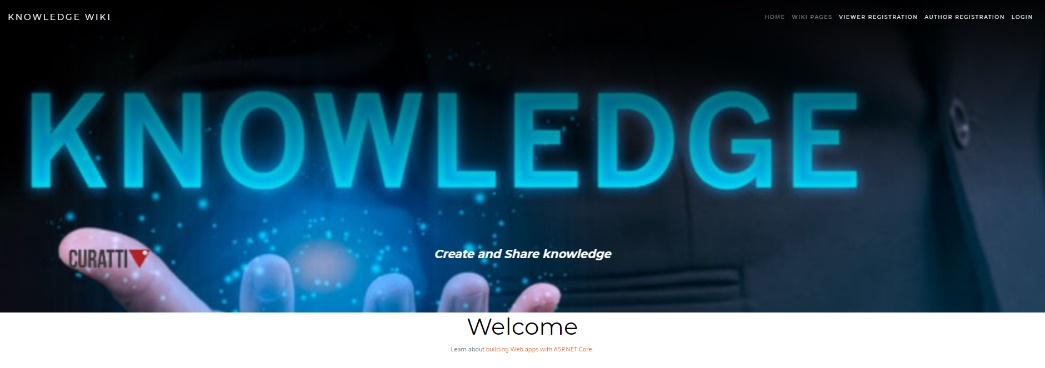 KNOWLEDGE WIKI
HOME WIKI PAGES VIEWER REGISTRATION AUTHOR REGISTRATION LOGIN
KNOWLEDGE
CURATTI
Create and Share knowledge
Welcome
Learn about building Web apps with ASP.NET Core.